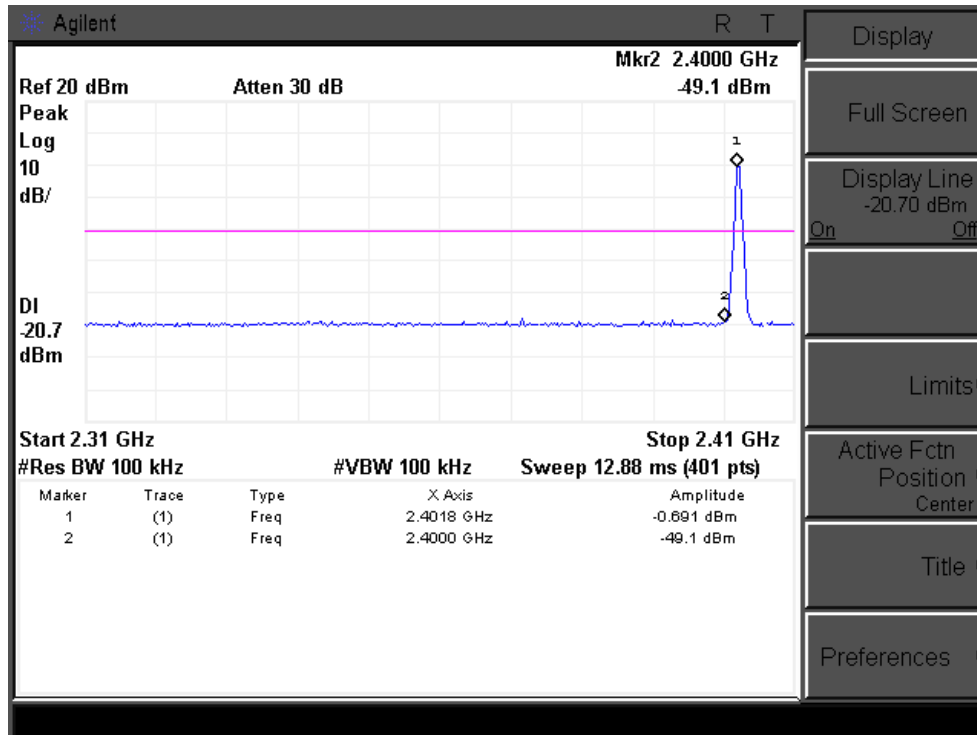 Agilent R T
Mkr2 2.4000 GHz
Ref 20 dBm Atten 30 dB -49.1 dBm
Peak
Log
10
dB/
1
2
DI
-20.7
dBm
Start 2.31 GHz Stop 2.41 GHz
#Res BW 100 kHz #VBW 100 kHz Sweep 12.88 ms (401 pts)
Marker Trace Type X Axis Amplitude
1 (1) Freq 2.4018 GHz -0.691 dBm
2 (1) Freq 2.4000 GHz -49.1 dBm
Display
Full Screen
Display Line
-20.70 dBm
On Off
Limits
Active Fctn
Position
Center
Title
Preferences